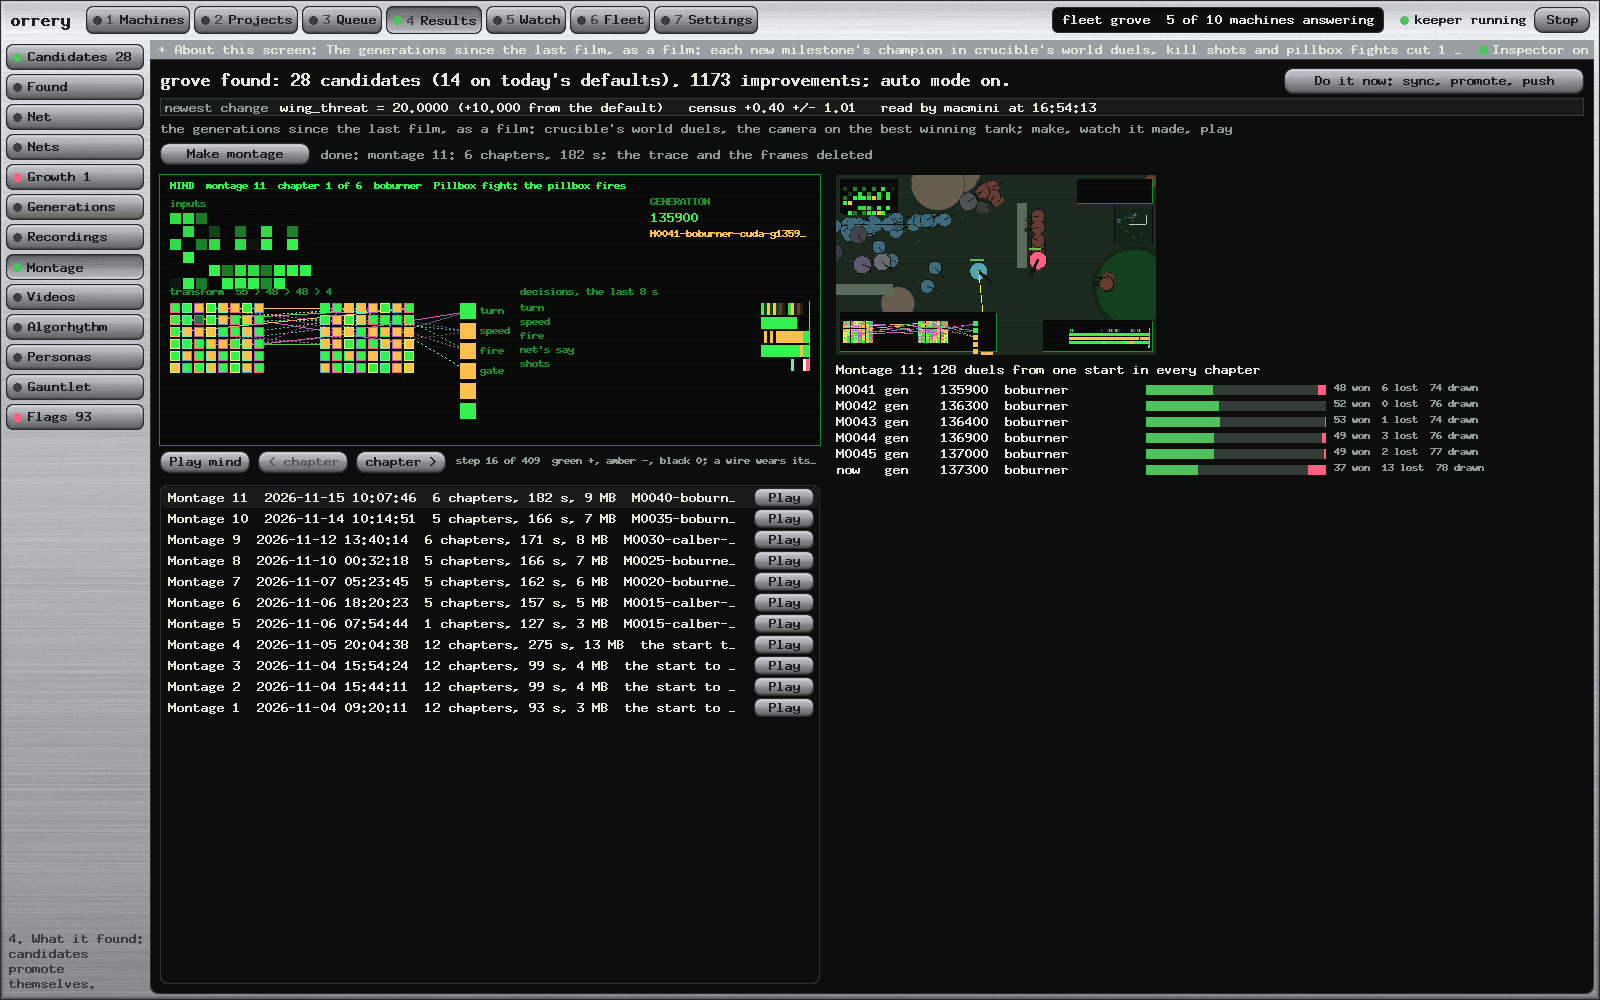 orrery
1 Machines
2 Projects
3 Queue
4 Results
5 Watch
6 Fleet
7 Settings
fleet grove 5 of 10 machines answering
keeper running
Stop
Candidates 28
Found
Net
Nets
Growth 1
Generations
Recordings
Montage
Videos
Algorhythm
Personas
Gauntlet
Flags 93
4. What it found:
candidates
promote
themselves.
+ About this screen: The generations since the last film, as a film: each new milestone's champion in crucible's world duels, kill shots and pillbox fights cut 1 _
Inspector on
grove found: 28 candidates (14 on today's defaults), 1173 improvements; auto mode on.
Do it now: sync, promote, push
newest change wing_threat = 20.0000 (+10.000 from the default) census +0.40 +/- 1.01 read by macmini at 16:54:13
the generations since the last film, as a film: crucible's world duels, the camera on the best winning tank; make, watch it made, play
Make montage
done: montage 11: 6 chapters, 182 s; the trace and the frames deleted
MIND montage 11 chapter 1 of 6 boburner Pillbox fight: the pillbox fires
inputs
GENERATION
135900
M0041-boburner-cuda-g1359_
transform 55 > 48 > 48 > 4
decisions, the last 8 s
turn
speed
fire
gate
turn
speed
fire
net's say
shots
Play mind
< chapter
chapter >
step 16 of 409 green +, amber -, black 0; a wire wears its_
Montage 11 2026-11-15 10:07:46 6 chapters, 182 s, 9 MB M0040-boburn_ Play
Montage 10 2026-11-14 10:14:51 5 chapters, 166 s, 7 MB M0035-boburn_ Play
Montage 9 2026-11-12 13:40:14 6 chapters, 171 s, 8 MB M0030-calber-_ Play
Montage 8 2026-11-10 00:32:18 5 chapters, 166 s, 7 MB M0025-boburne_ Play
Montage 7 2026-11-07 05:23:45 5 chapters, 162 s, 6 MB M0020-boburne_ Play
Montage 6 2026-11-06 18:20:23 5 chapters, 157 s, 5 MB M0015-calber-_ Play
Montage 5 2026-11-06 07:54:44 1 chapters, 127 s, 3 MB M0015-calber-_ Play
Montage 4 2026-11-05 20:04:38 12 chapters, 275 s, 13 MB the start t_ Play
Montage 3 2026-11-04 15:54:24 12 chapters, 99 s, 4 MB the start to _ Play
Montage 2 2026-11-04 15:44:11 12 chapters, 99 s, 4 MB the start to _ Play
Montage 1 2026-11-04 09:20:11 12 chapters, 93 s, 3 MB the start to _ Play
Montage 11: 128 duels from one start in every chapter
M0041 gen 135900 boburner 48 won 6 lost 74 drawn
M0042 gen 136300 boburner 52 won 0 lost 76 drawn
M0043 gen 136400 boburner 53 won 1 lost 74 drawn
M0044 gen 136900 boburner 49 won 3 lost 76 drawn
M0045 gen 137000 boburner 49 won 2 lost 77 drawn
now gen 137300 boburner 37 won 13 lost 78 drawn